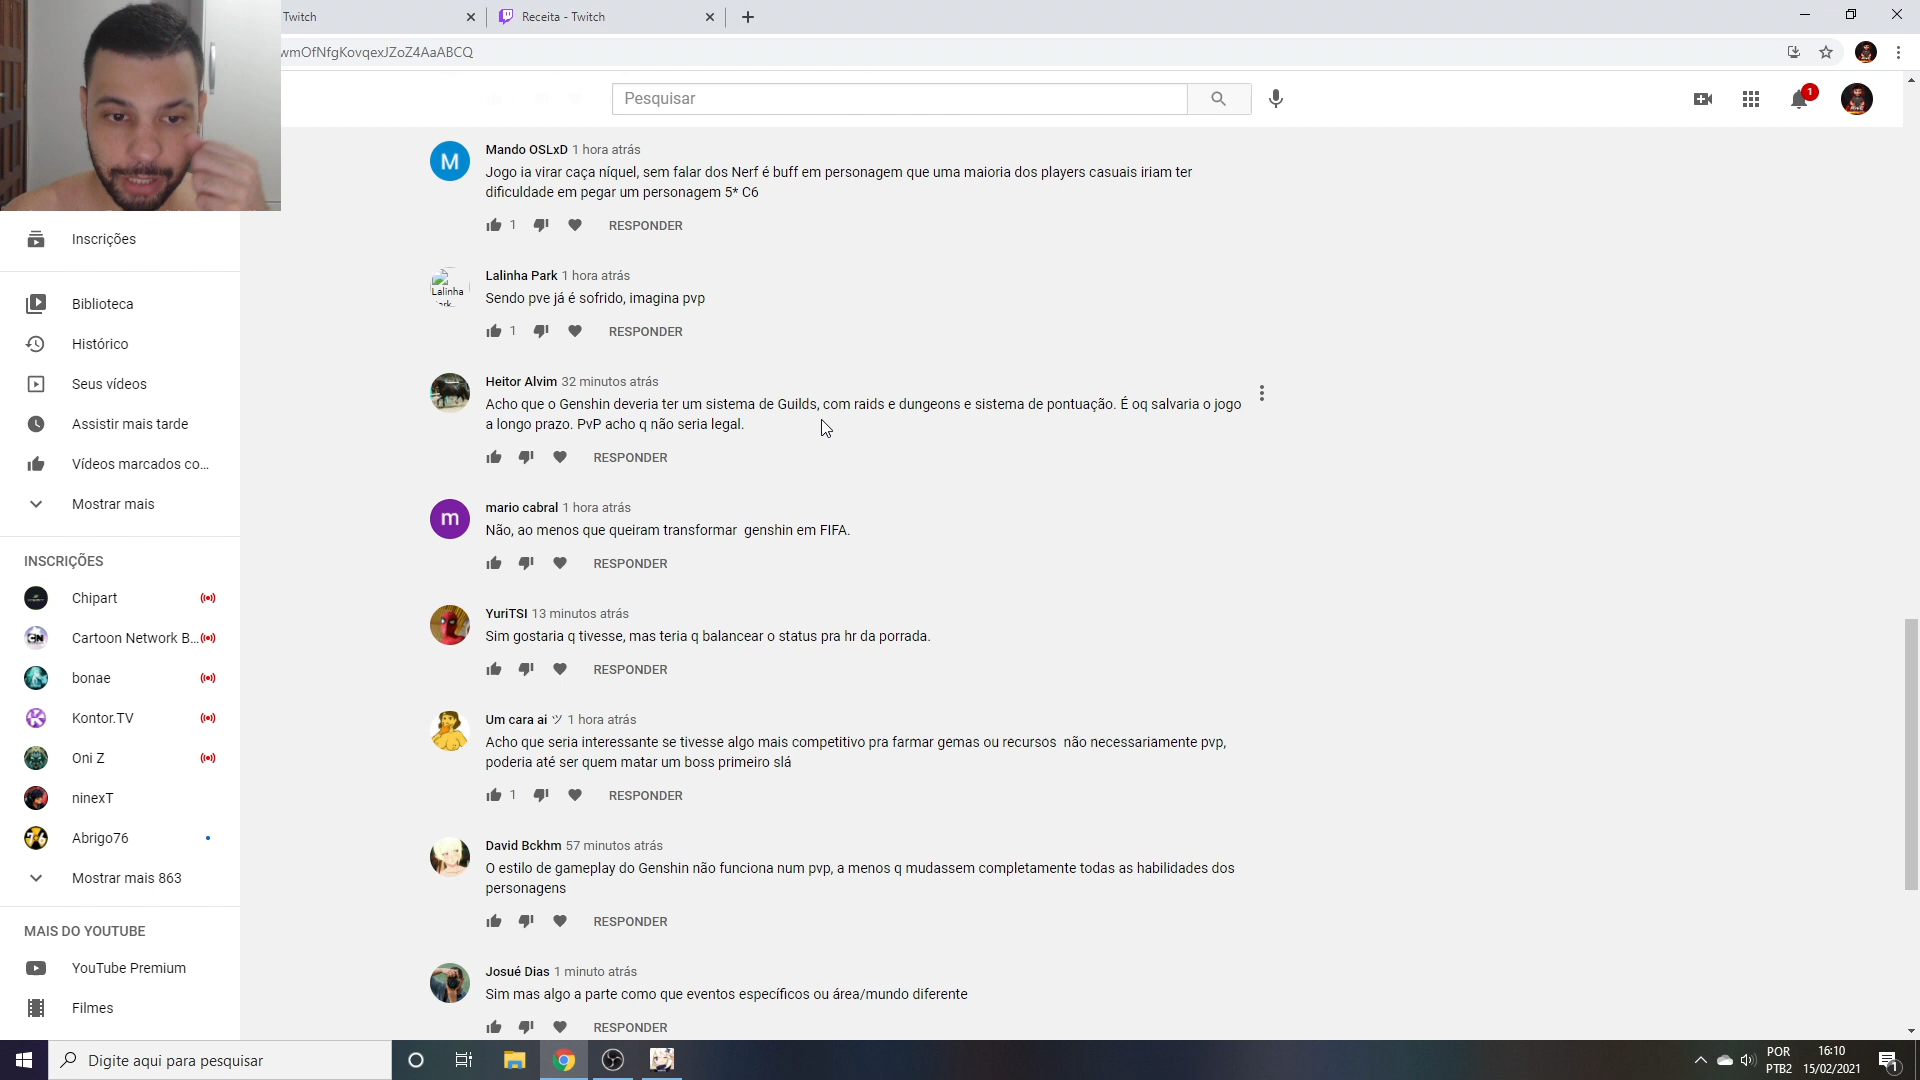 Twitch
Receita - Twitch
wmOfNfgKovqexJZoZ4AaABCQ
Pesquisar
1
Mando OSLxD 1 hora atrás
Jogo ia virar caça níquel, sem falar dos Nerf é buff em personagem que uma maioria dos players casuais iriam ter
dificuldade em pegar um personagem 5* C6
1 RESPONDER
Lalinha Park 1 hora atrás
Lalinha
Sendo pve já é sofrido, imagina pvp
1 RESPONDER
Heitor Alvim 32 minutos atrás
Acho que o Genshin deveria ter um sistema de Guilds, com raids e dungeons e sistema de pontuação. É oq salvaria o jogo
a longo prazo. PvP acho q não seria legal.
RESPONDER
m
mario cabral 1 hora atrás
Não, ao menos que queiram transformar  genshin em FIFA.
RESPONDER
YuriTSI 13 minutos atrás
Sim gostaria q tivesse, mas teria q balancear o status pra hr da porrada.
RESPONDER
Um cara ai ツ 1 hora atrás
Acho que seria interessante se tivesse algo mais competitivo pra farmar gemas ou recursos  não necessariamente pvp,
poderia até ser quem matar um boss primeiro slá
1 RESPONDER
David Bckhm 57 minutos atrás
O estilo de gameplay do Genshin não funciona num pvp, a menos q mudassem completamente todas as habilidades dos
personagens
RESPONDER
Josué Dias 1 minuto atrás
Sim mas algo a parte como que eventos específicos ou área/mundo diferente
RESPONDER
M
Inscrições
Biblioteca
Histórico
Seus vídeos
Assistir mais tarde
Vídeos marcados co...
Mostrar mais
INSCRIÇÕES
Chipart
CN
Cartoon Network B...
bonae
Kontor.TV
Oni Z
ninexT
Abrigo76
Mostrar mais 863
MAIS DO YOUTUBE
YouTube Premium
Filmes
Digite aqui para pesquisar
POR
PTB2
16:10
15/02/2021
1